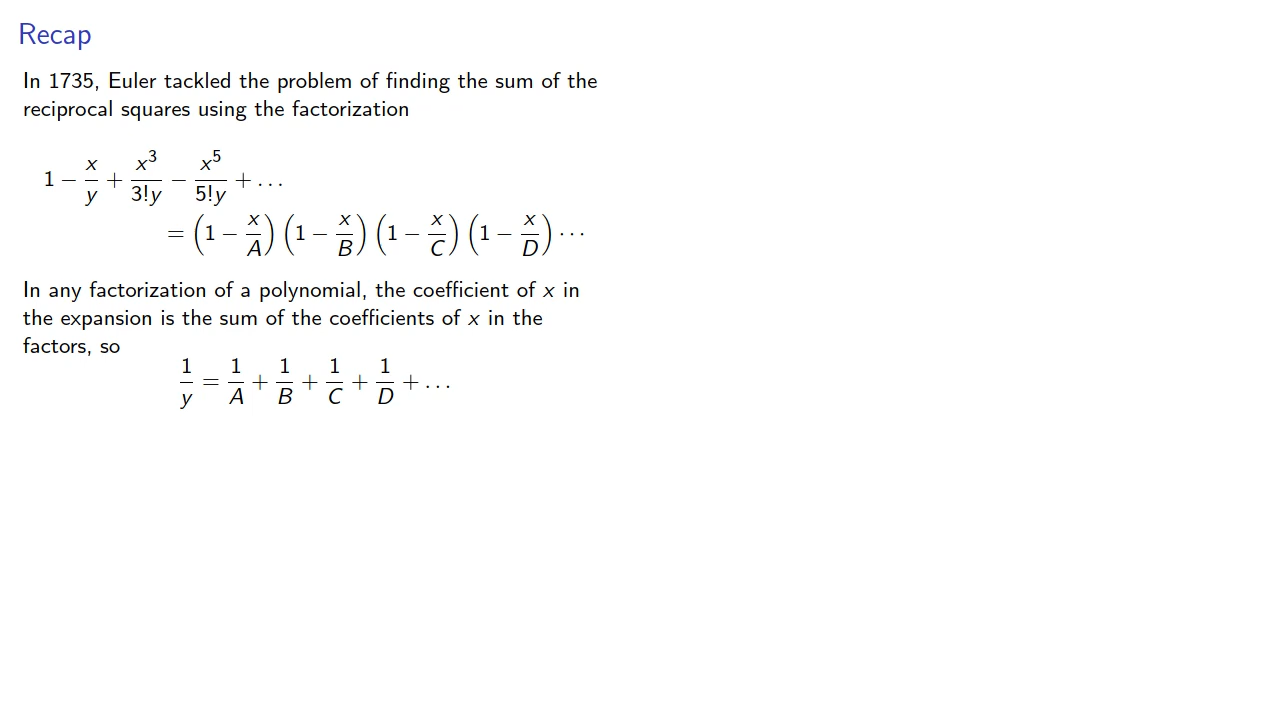 Recap
In 1735, Euler tackled the problem of finding the sum of the
reciprocal squares using the factorization
1 − x/y + x³/3!y − x⁵/5!y + ...
= (1 − x/A) (1 − x/B) (1 − x/C) (1 − x/D) ···
In any factorization of a polynomial, the coefficient of x in
the expansion is the sum of the coefficients of x in the
factors, so
1/y = 1/A + 1/B + 1/C + 1/D + ...